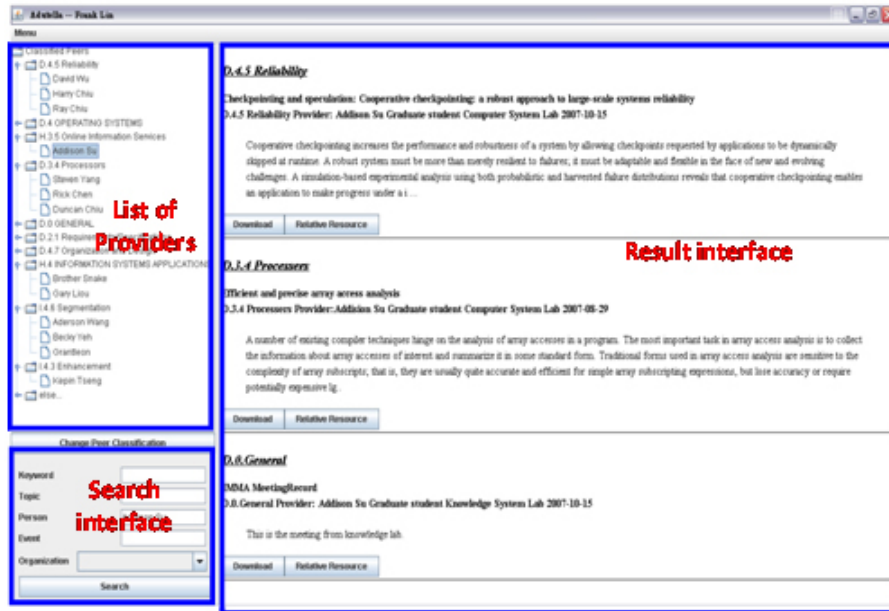 Adutella -- Frank Lin
Menu
Classified Peers
D.4.5 Reliability
David Wu
Harry Chiu
Ray Chiu
D.4 OPERATING SYSTEMS
H.3.5 Online Information Services
Addison Su
D.3.4 Processors
Steven Yang
Rick Chen
Duncan Chiu
D.0 GENERAL
D.2.1
D.4.7 Organization and
H.4 INFORMATION SYSTEMS APPLICATIONS
Brother Snake
Gary Liou
I.4.6 Segmentation
Aderson Wang
Becky Yeh
Grantleon
I.4.3 Enhancement
Kapin Tseng
else...
List of
Providers
Change Peer Classification
Keyword
Topic
Person
Event
Organization
Search
Search
interface
D.4.5 Reliability
Checkpointing and speculation: Cooperative checkpointing: a robust approach to large-scale systems reliability
D.4.5 Reliability Provider: Addison Su Graduate student Computer System Lab 2007-10-15
Cooperative checkpointing increases the performance and robustness of a system by allowing checkpoints requested by applications to be dynamically
skipped at runtime. A robust system must be more than merely resilient to failures; it must be adaptable and flexible in the face of new and evolving
challenges. A simulation-based experimental analysis using both probabilistic and harvested failure distributions reveals that cooperative checkpointing enables
an application to make progress under a i ...
Download Relative Resource
Result interface
D.3.4 Processers
Efficient and precise array access analysis
D.3.4 Processers Provider:Addision Su Graduate student Computer System Lab 2007-08-29
A number of existing compiler techniques hinge on the analysis of array accesses in a program. The most important task in array access analysis is to collect
the information about array accesses of interest and summarize it in some standard form. Traditional forms used in array access analysis are sensitive to the
complexity of array subscripts; that is, they are usually quite accurate and efficient for simple array subscripting expressions, but lose accuracy or require
potentially expensive lg..
Download Relative Resource
D.0.General
IMMA MeetingRecord
D.0.General Provider: Addison Su Graduate student Knowledge System Lab 2007-10-15
This is the meeting from knowledge lab.
Download Relative Resource